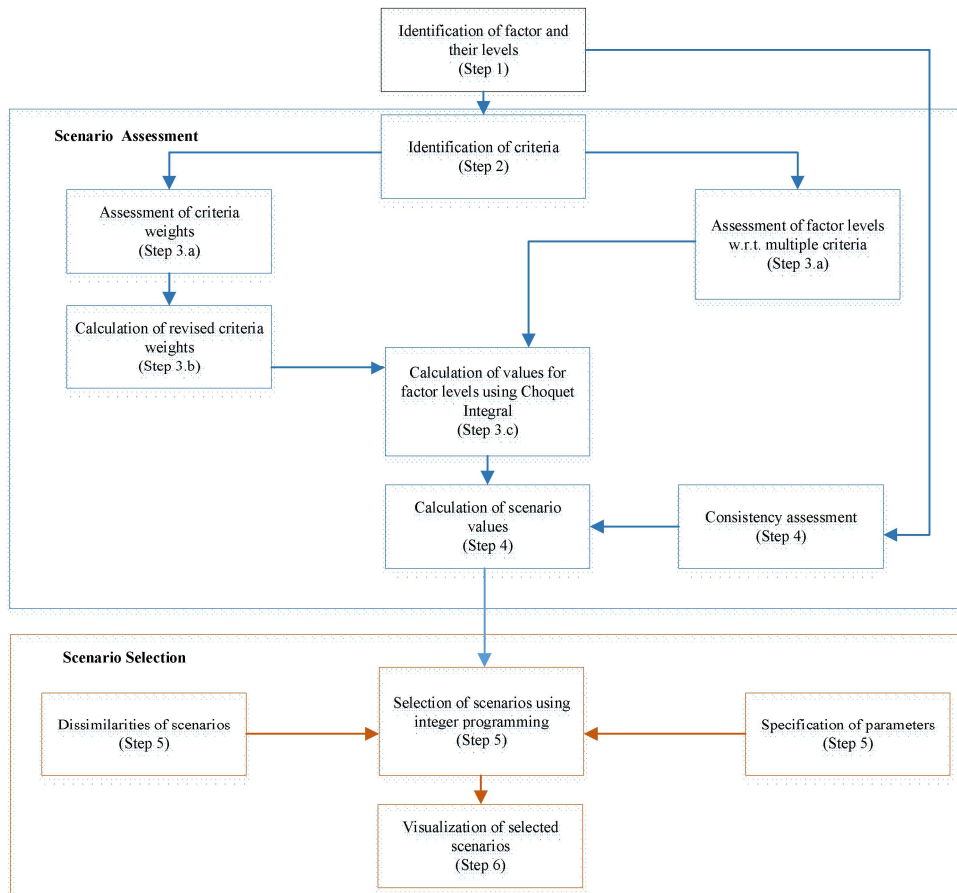 Identification of factor and
their levels
(Step 1)
Scenario Assessment
Identification of criteria
(Step 2)
Assessment of criteria
weights
(Step 3.a)
Assessment of factor levels
w.r.t. multiple criteria
(Step 3.a)
Calculation of revised criteria
weights
(Step 3.b)
Calculation of values for
factor levels using Choquet
Integral
(Step 3.c)
Calculation of scenario
values
(Step 4)
Consistency assessment
(Step 4)
Scenario Selection
Dissimilarities of scenarios
(Step 5)
Selection of scenarios using
integer programming
(Step 5)
Specification of parameters
(Step 5)
Visualization of selected
scenarios
(Step 6)